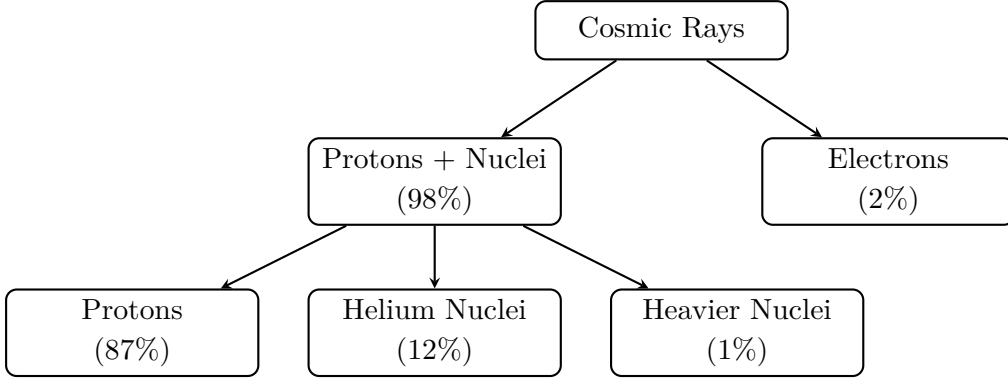 Cosmic Rays
Protons + Nuclei
(98%)
Electrons
(2%)
Protons
(87%)
Helium Nuclei
(12%)
Heavier Nuclei
(1%)